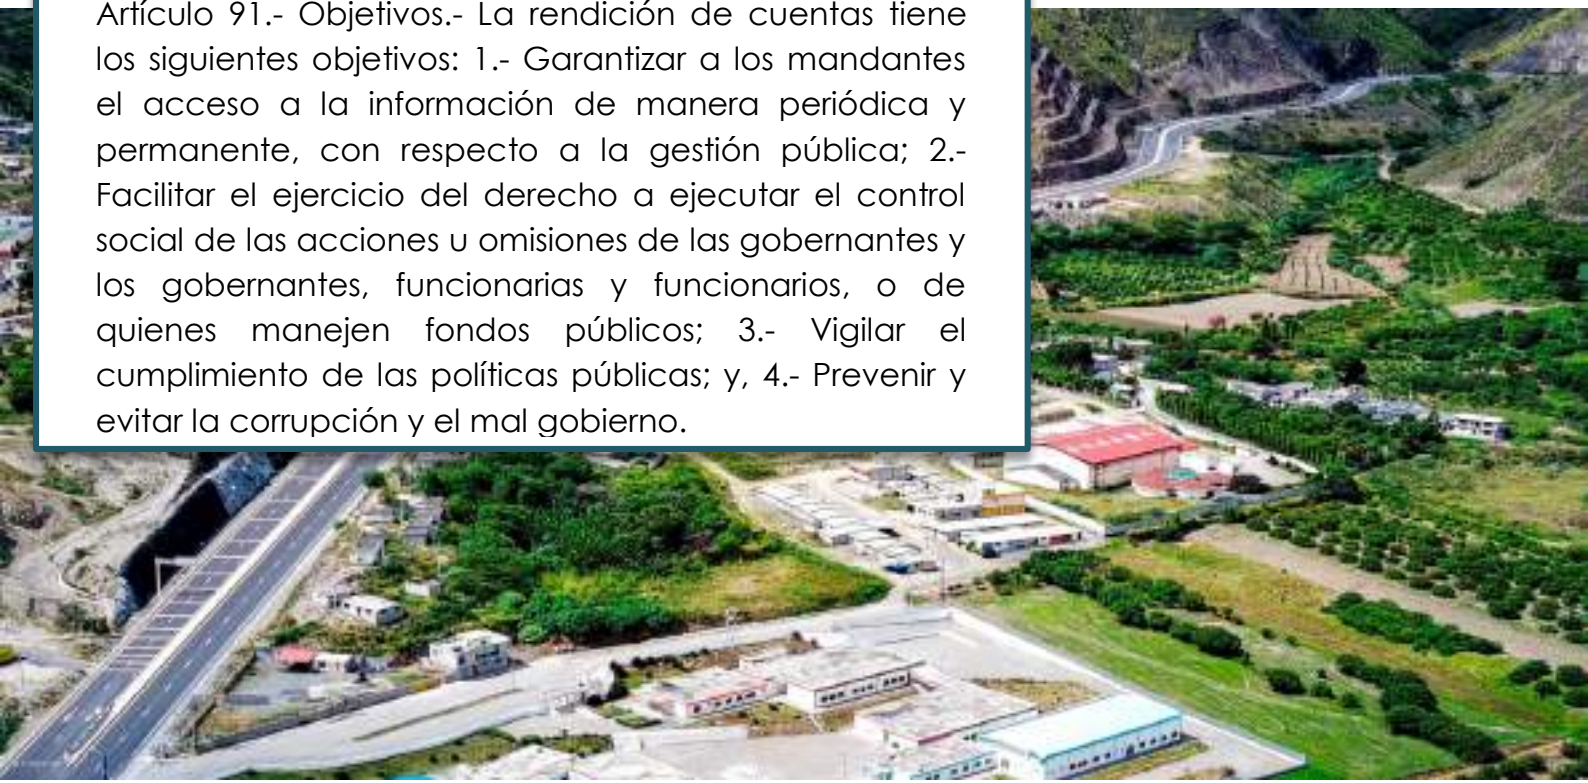 Artículo 91.- Objetivos.- La rendición de cuentas tiene
los siguientes objetivos: 1.- Garantizar a los mandantes
el acceso a la información de manera periódica y
permanente, con respecto a la gestión pública; 2.-
Facilitar el ejercicio del derecho a ejecutar el control
social de las acciones u omisiones de las gobernantes y
los gobernantes, funcionarias y funcionarios, o de
quienes manejen fondos públicos; 3.- Vigilar el
cumplimiento de las políticas públicas; y, 4.- Prevenir y
evitar la corrupción y el mal gobierno.